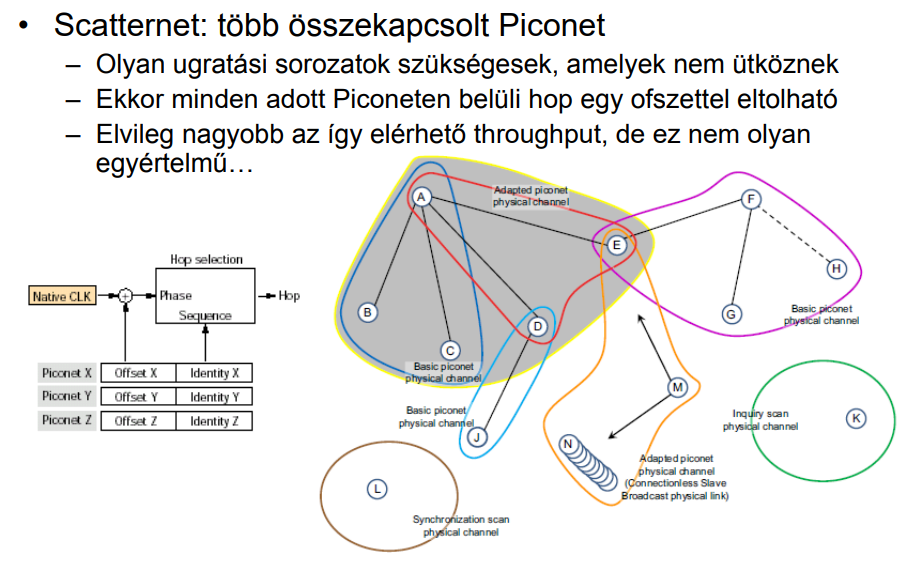 • Scatternet: több összekapcsolt Piconet
– Olyan ugratási sorozatok szükségesek, amelyek nem ütköznek
– Ekkor minden adott Piconeten belüli hop egy ofszettel eltolható
– Elvileg nagyobb az így elérhető throughput, de ez nem olyan
egyértelmű…
Hop selection
Native CLK
+
Phase
Sequence
Hop
Piconet X Offset X Identity X
Piconet Y Offset Y Identity Y
Piconet Z Offset Z Identity Z
A
Adapted piconet
physical channel
E
F
H
B
G
Basic piconet
physical channel
D
C
Basic piconet
physical channel
M
Basic piconet
physical channel
J
Inquiry scan
physical channel
K
N
Adapted piconet
physical channel
(Connectionless Slave
Broadcast physical link)
L
Synchronization scan
physical channel